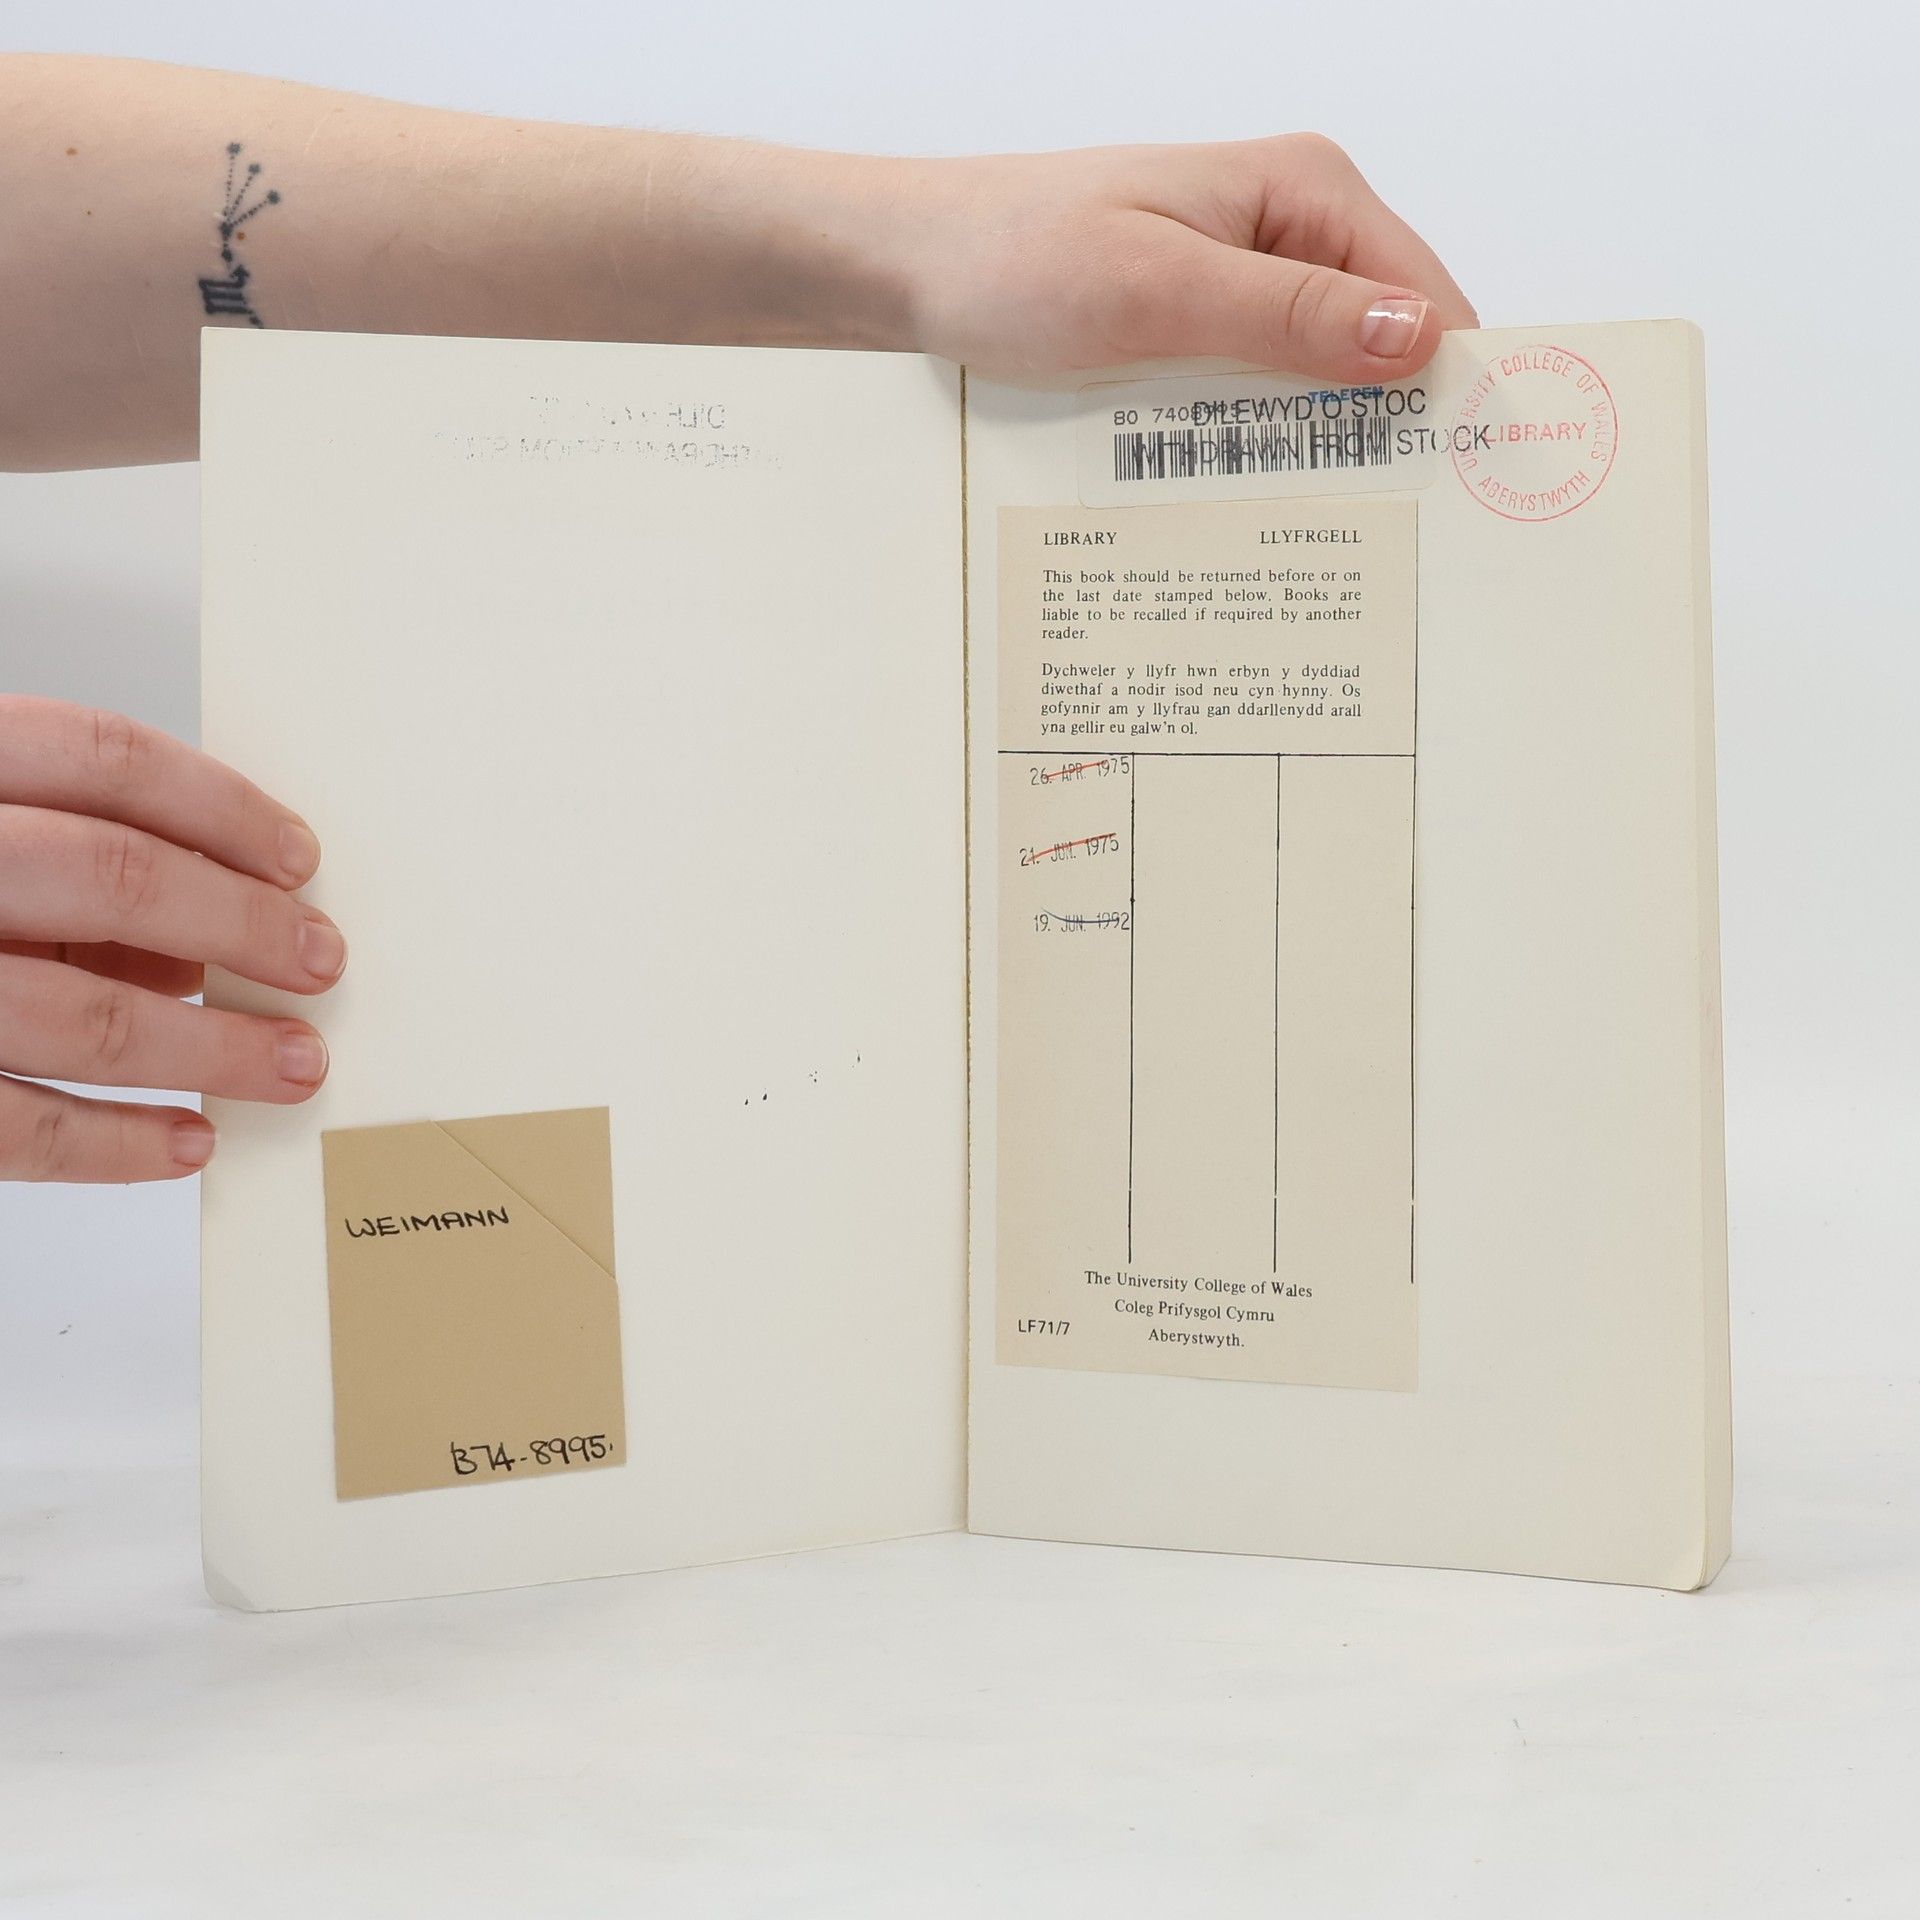 WEIMANN
B74-8995.
80 7408995
TELEPEN
DILEWYD O STOC
WITHDRAWN FROM STOCK
UNIVERSITY COLLEGE OF WALES
LIBRARY
ABERYSTWYTH
LIBRARY LLYFRGELL
This book should be returned before or on
the last date stamped below. Books are
liable to be recalled if required by another
reader.
Dychweler y llyfr hwn erbyn y dyddiad
diwethaf a nodir isod neu cyn hynny. Os
gofynnir am y llyfrau gan ddarllenydd arall
yna gellir eu galw'n ol.
26. APR. 1975
21. JUN. 1975
19. JUN. 1992
The University College of Wales
Coleg Prifysgol Cymru
Aberystwyth.
LF71/7